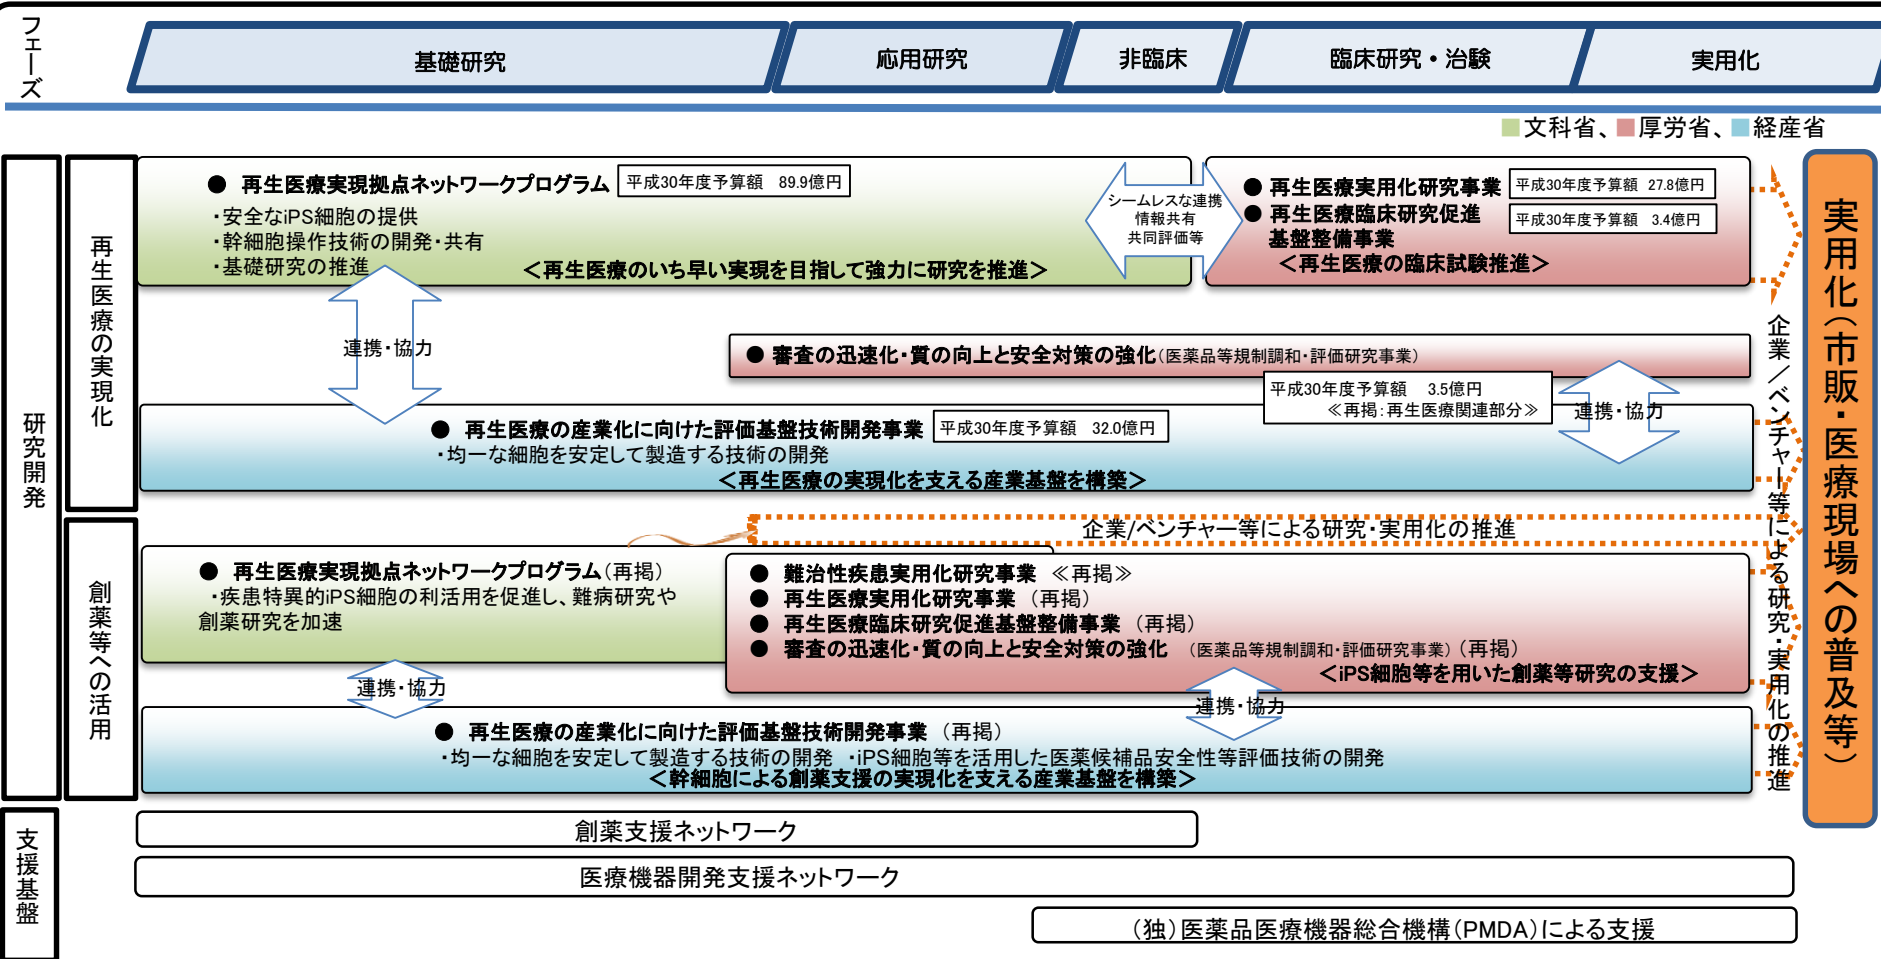 フェーズ
基礎研究
応用研究
非臨床
臨床研究・治験
実用化
■文科省、■厚労省、■経産省
研究開発
再生医療の実現化
● 再生医療実現拠点ネットワークプログラム
平成30年度予算額 89.9億円
・安全なiPS細胞の提供
・幹細胞操作技術の開発・共有
・基礎研究の推進
＜再生医療のいち早い実現を目指して強力に研究を推進＞
シームレスな連携
情報共有
共同評価等
● 再生医療実用化研究事業
平成30年度予算額 27.8億円
● 再生医療臨床研究促進
基盤整備事業
平成30年度予算額 3.4億円
＜再生医療の臨床試験推進＞
連携・協力
● 審査の迅速化・質の向上と安全対策の強化(医薬品等規制調和・評価研究事業)
平成30年度予算額 3.5億円
≪再掲：再生医療関連部分≫
連携・協力
● 再生医療の産業化に向けた評価基盤技術開発事業
平成30年度予算額 32.0億円
・均一な細胞を安定して製造する技術の開発
＜再生医療の実現化を支える産業基盤を構築＞
企業／ベンチャー等による研究・実用化の推進
実用化（市販・医療現場への普及等）
創薬等への活用
企業/ベンチャー等による研究・実用化の推進
● 再生医療実現拠点ネットワークプログラム(再掲)
・疾患特異的iPS細胞の利活用を促進し、難病研究や
創薬研究を加速
● 難治性疾患実用化研究事業 ≪再掲≫
● 再生医療実用化研究事業 (再掲)
● 再生医療臨床研究促進基盤整備事業 (再掲)
● 審査の迅速化・質の向上と安全対策の強化 (医薬品等規制調和・評価研究事業)(再掲)
＜iPS細胞等を用いた創薬等研究の支援＞
連携・協力
連携・協力
● 再生医療の産業化に向けた評価基盤技術開発事業 (再掲)
・均一な細胞を安定して製造する技術の開発 ・iPS細胞等を活用した医薬候補品安全性等評価技術の開発
＜幹細胞による創薬支援の実現化を支える産業基盤を構築＞
支援基盤
創薬支援ネットワーク
医療機器開発支援ネットワーク
(独)医薬品医療機器総合機構(PMDA)による支援